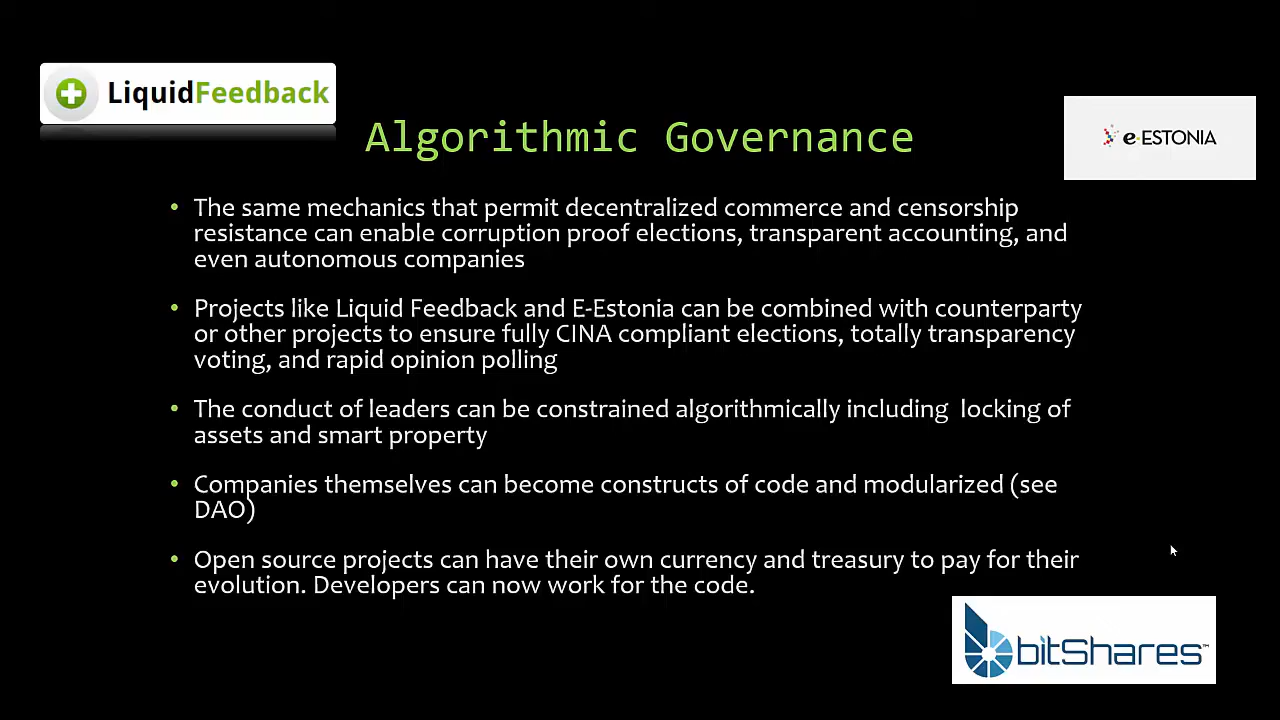 LiquidFeedback
Algorithmic Governance
e-ESTONIA
• The same mechanics that permit decentralized commerce and censorship
resistance can enable corruption proof elections, transparent accounting, and
even autonomous companies
• Projects like Liquid Feedback and E-Estonia can be combined with counterparty
or other projects to ensure fully CINA compliant elections, totally transparency
voting, and rapid opinion polling
• The conduct of leaders can be constrained algorithmically including  locking of
assets and smart property
• Companies themselves can become constructs of code and modularized (see
DAO)
• Open source projects can have their own currency and treasury to pay for their
evolution. Developers can now work for the code.
bitShares™